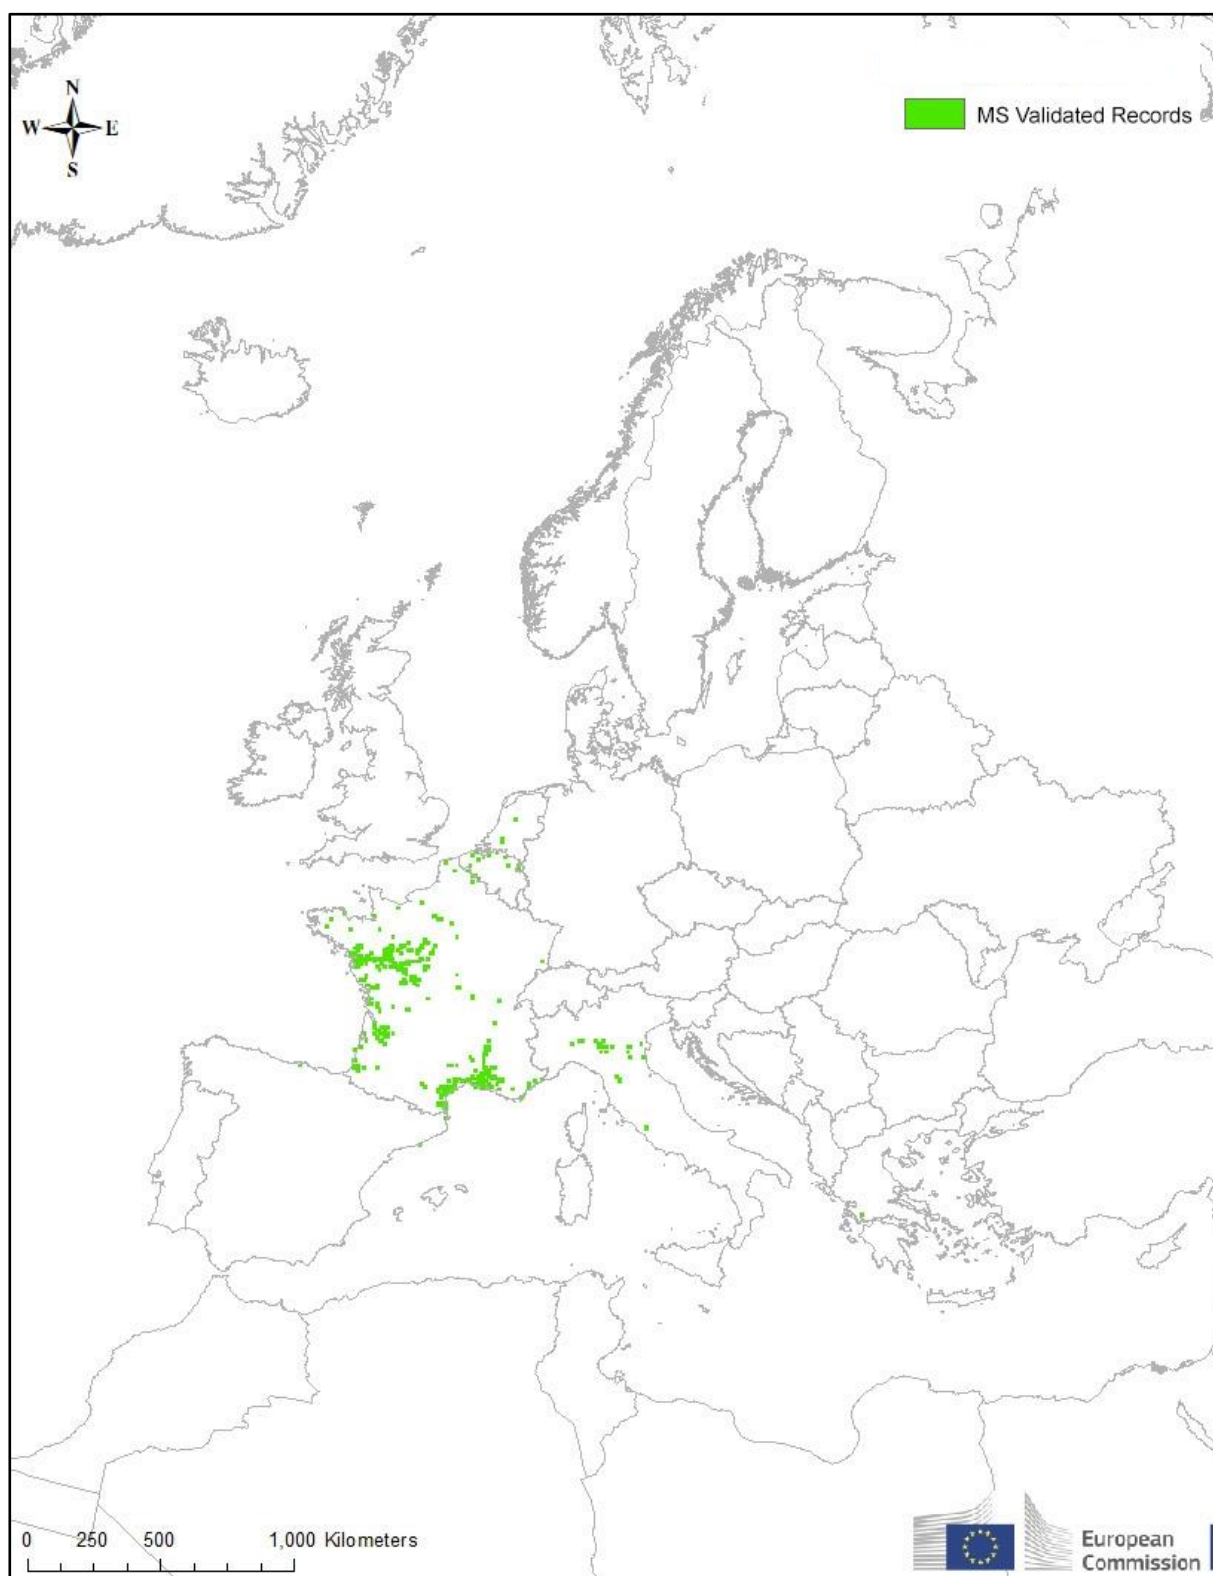 N
W E
S
MS Validated Records
0 250 500 1,000 Kilometers
European
Commission